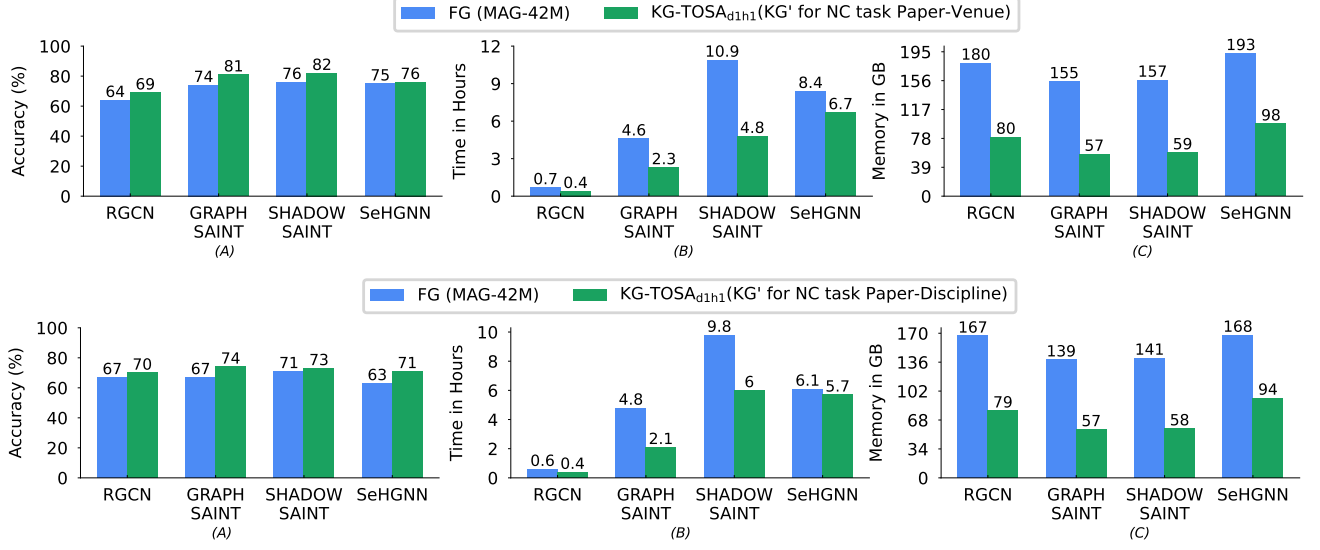 FG (MAG-42M) KG-TOSA_d1h1(KG' for NC task Paper-Venue)
Accuracy (%)
100
80
60
40
20
0
64 69 74 81 76 82 75 76
RGCN GRAPH SAINT SHADOW SAINT SeHGNN
(A)
Time in Hours
12
9
6
3
0
0.7 0.4 4.6 2.3 10.9 4.8 8.4 6.7
RGCN GRAPH SAINT SHADOW SAINT SeHGNN
(B)
Memory in GB
195
156
117
78
39
0
180 80 155 57 157 59 193 98
RGCN GRAPH SAINT SHADOW SAINT SeHGNN
(C)
FG (MAG-42M) KG-TOSA_d1h1(KG' for NC task Paper-Discipline)
Accuracy (%)
100
80
60
40
20
0
67 70 67 74 71 73 63 71
RGCN GRAPH SAINT SHADOW SAINT SeHGNN
(A)
Time in Hours
10
8
6
4
2
0
0.6 0.4 4.8 2.1 9.8 6 6.1 5.7
RGCN GRAPH SAINT SHADOW SAINT SeHGNN
(B)
Memory in GB
170
136
102
68
34
0
167 79 139 57 141 58 168 94
RGCN GRAPH SAINT SHADOW SAINT SeHGNN
(C)